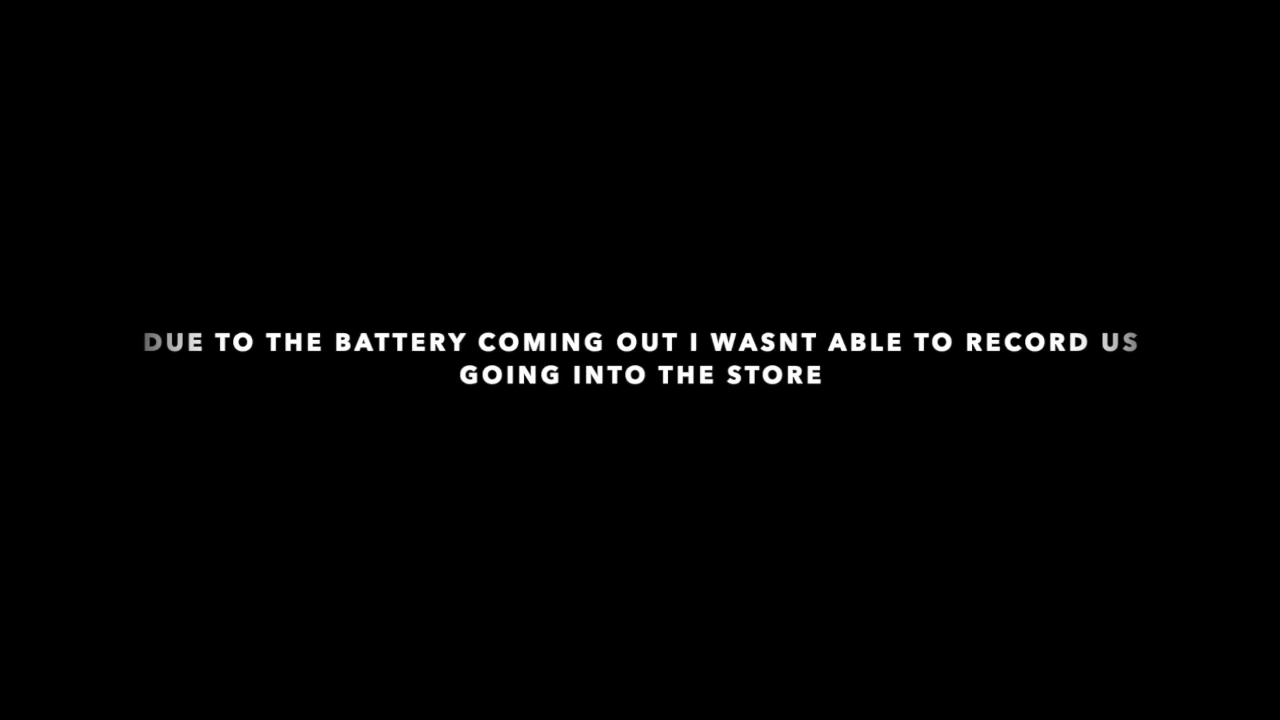 DUE TO THE BATTERY COMING OUT I WASNT ABLE TO RECORD US
GOING INTO THE STORE